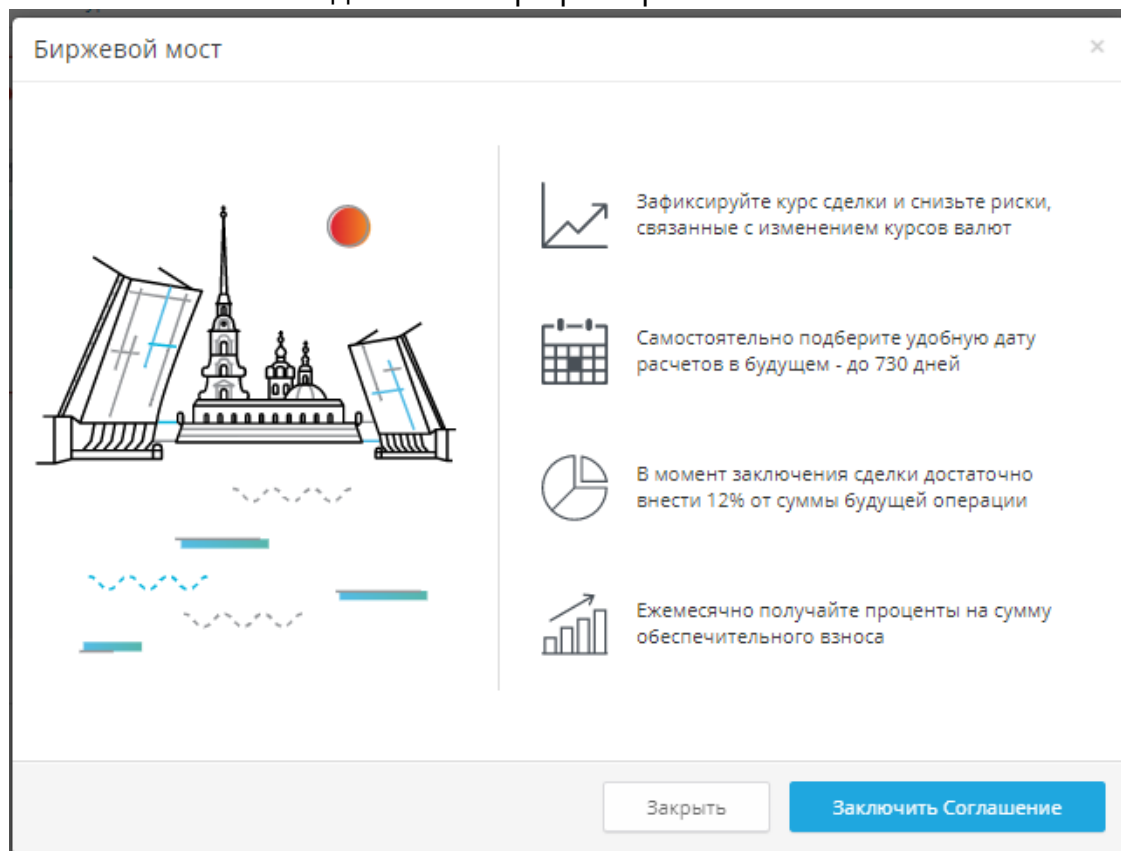 Биржевой мост
Зафиксируйте курс сделки и снизьте риски,
связанные с изменением курсов валют
Самостоятельно подберите удобную дату
расчетов в будущем - до 730 дней
В момент заключения сделки достаточно
внести 12% от суммы будущей операции
Ежемесячно получайте проценты на сумму
обеспечительного взноса
Закрыть
Заключить Соглашение